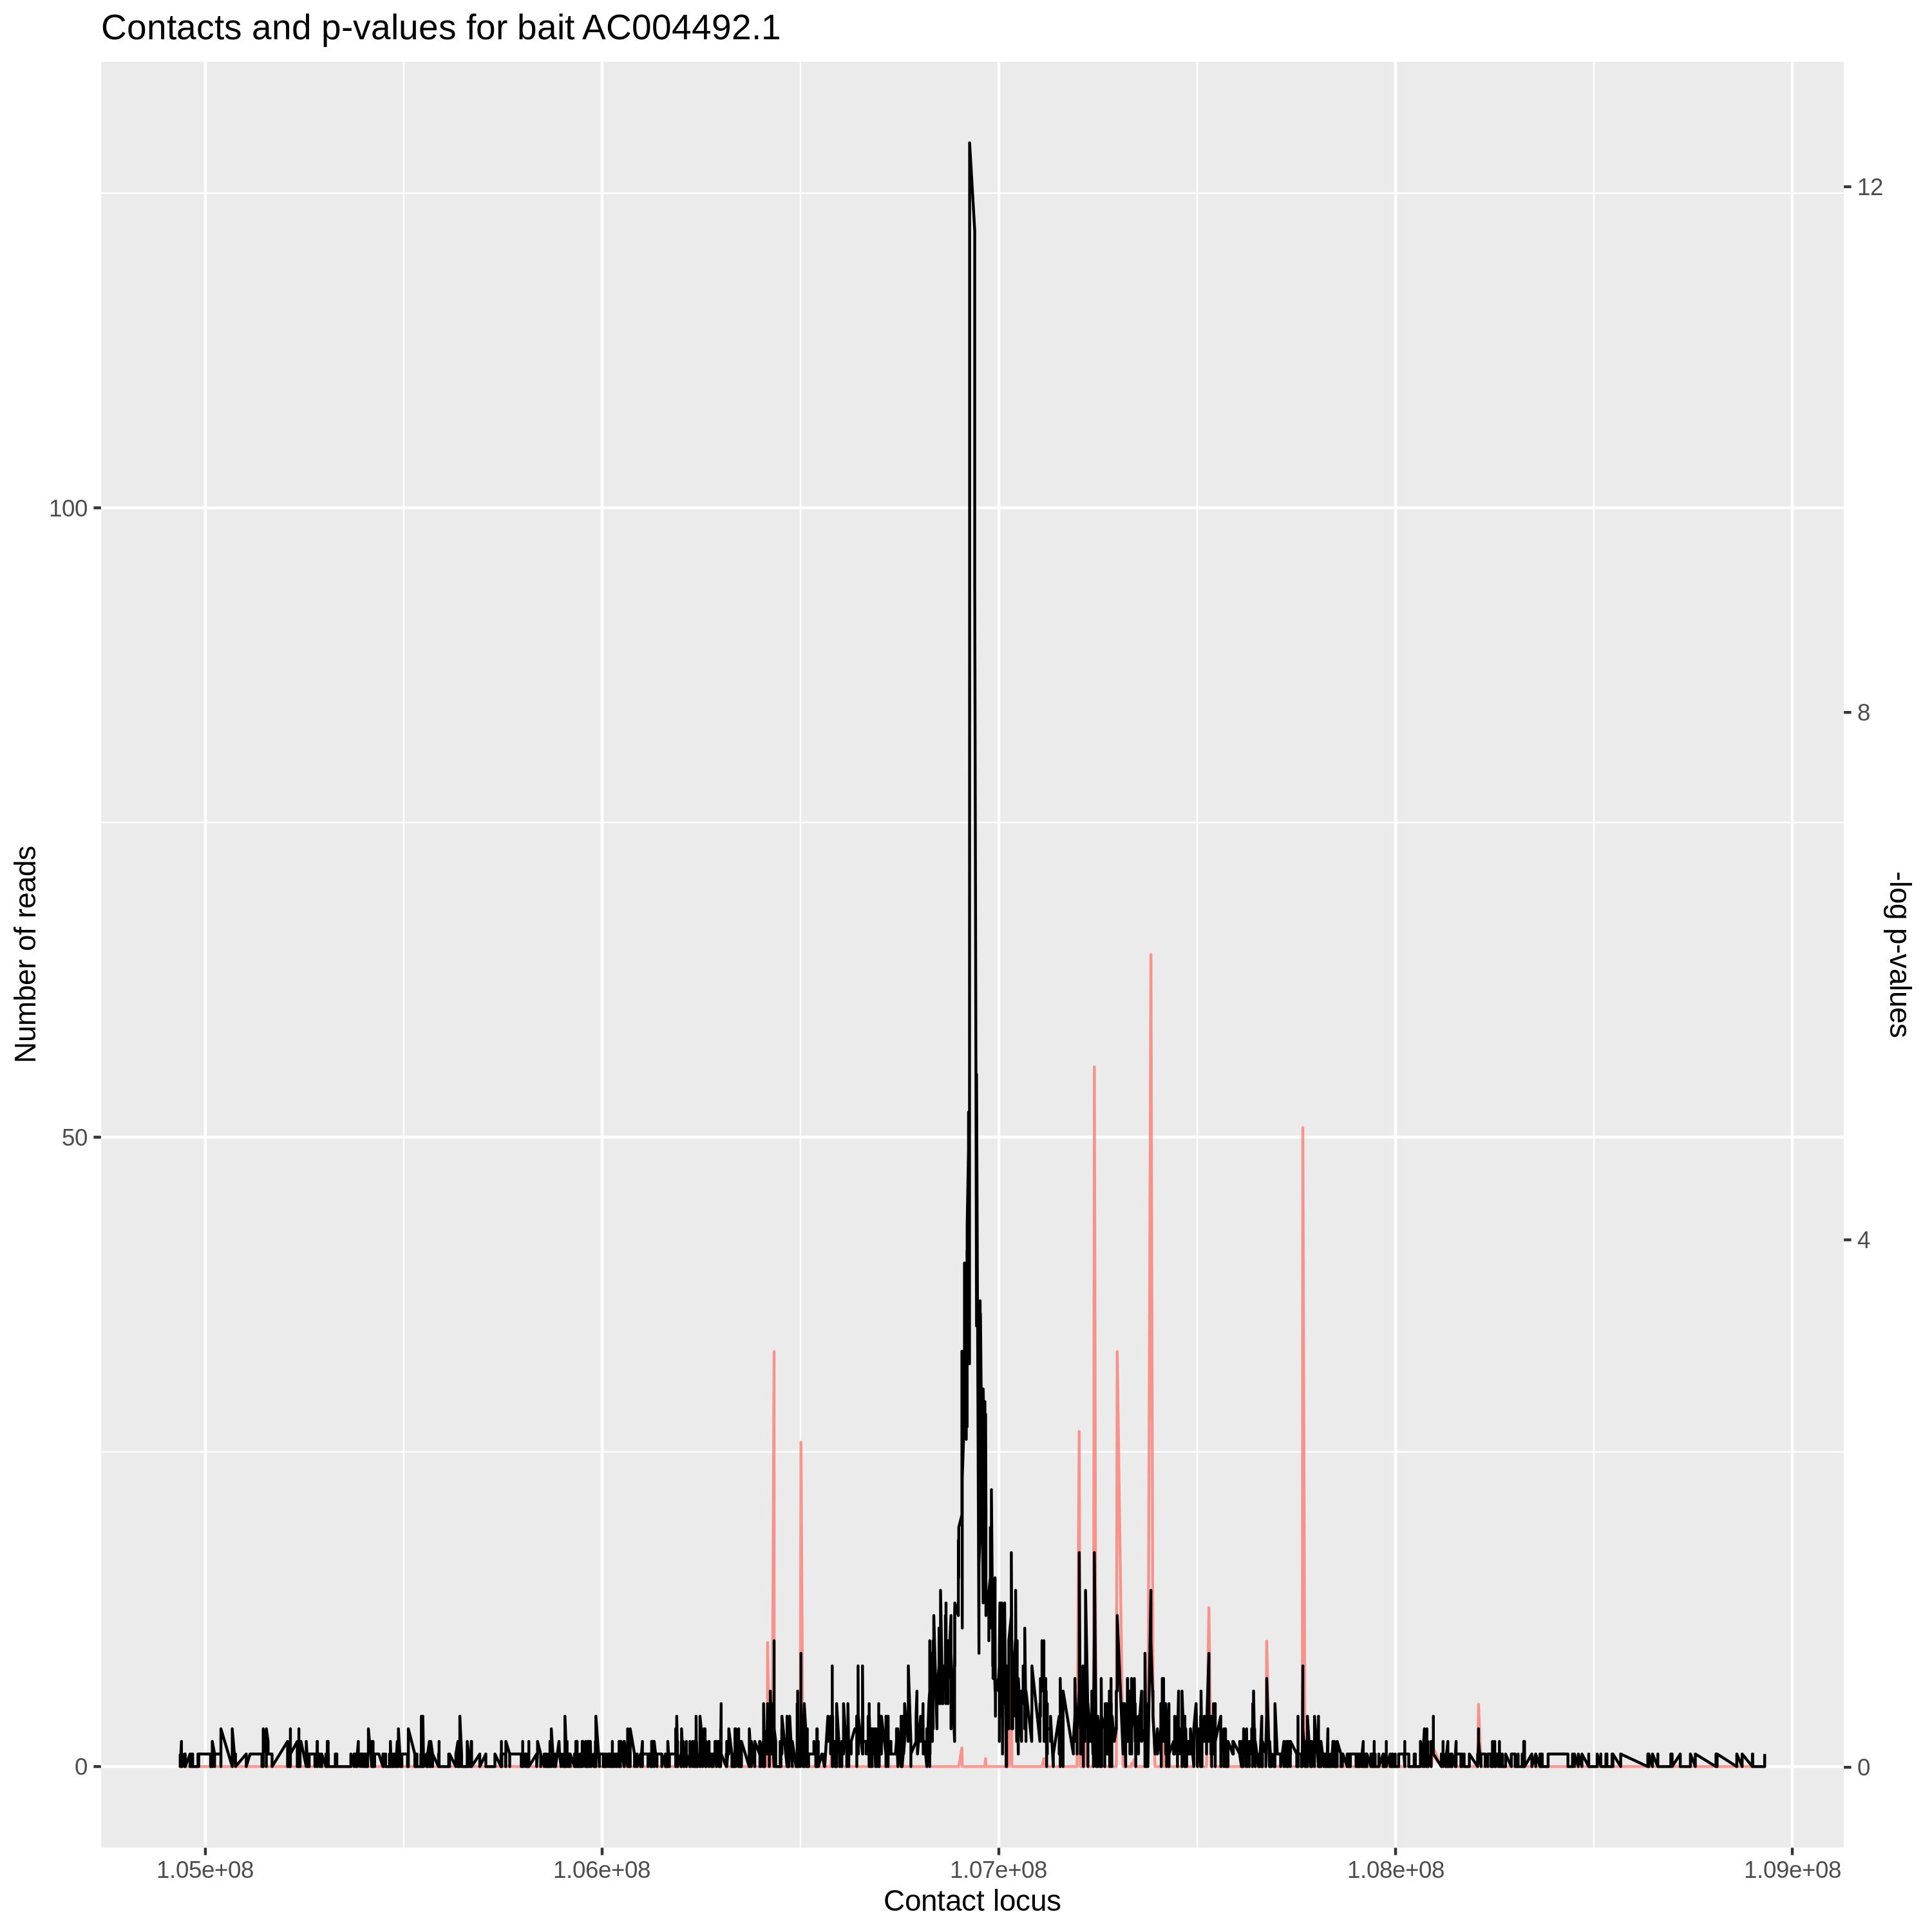 Contacts and p-values for bait AC004492.1
Number of reads
100
50
0
12
8
4
0
-log p-values
1.05e+08 1.06e+08 1.07e+08 1.08e+08 1.09e+08
Contact locus